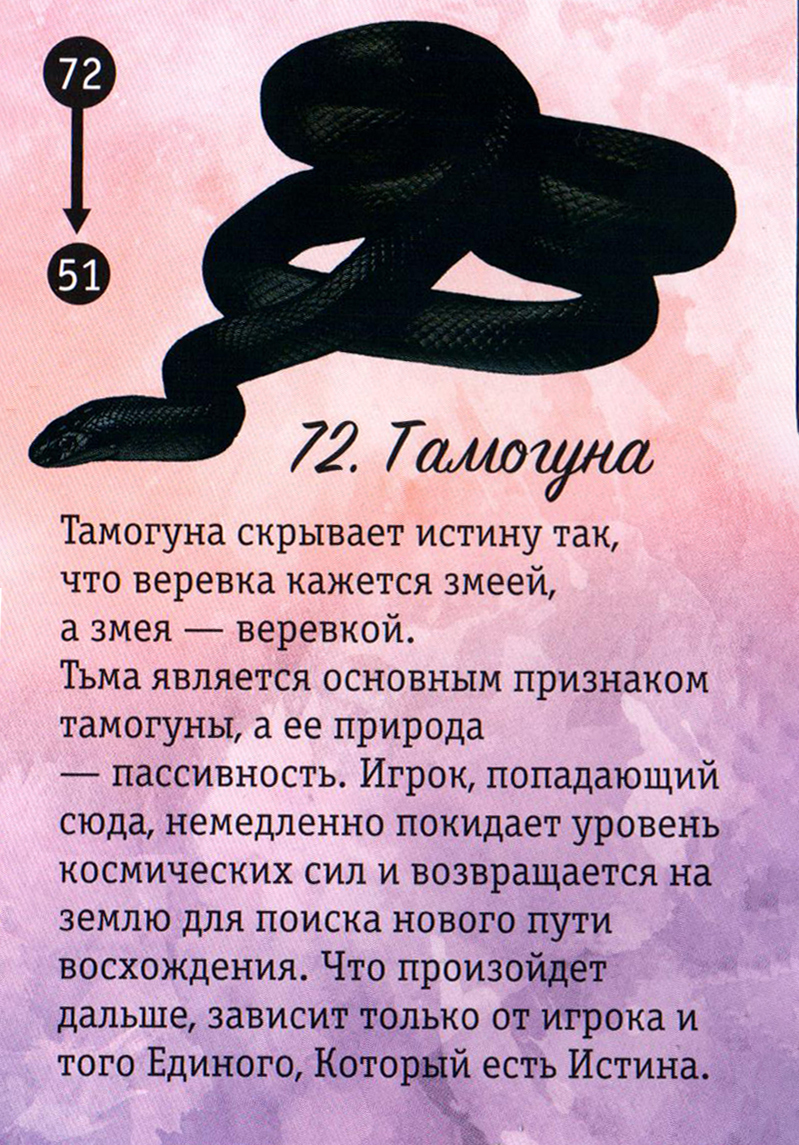 72
51
72. Тамогуна
Тамогуна скрывает истину так,
что веревка кажется змеей,
а змея — веревкой.
Тьма является основным признаком
тамогуны, а ее природа
— пассивность. Игрок, попадающий
сюда, немедленно покидает уровень
космических сил и возвращается на
землю для поиска нового пути
восхождения. Что произойдет
дальше, зависит только от игрока и
того Единого, Который есть Истина.